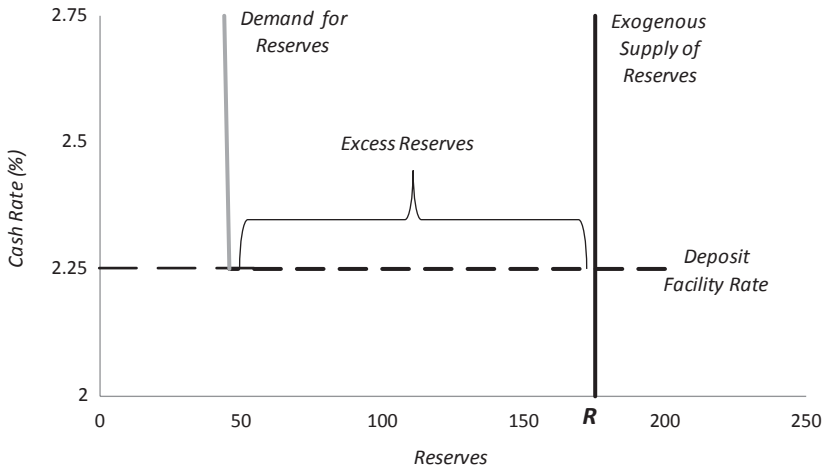 2.75
Demand for
Reserves
Exogenous
Supply of
Reserves
2.5
Excess Reserves
Cash Rate (%)
2.25
Deposit
Facility Rate
2
0
50
100
150
R
200
250
Reserves